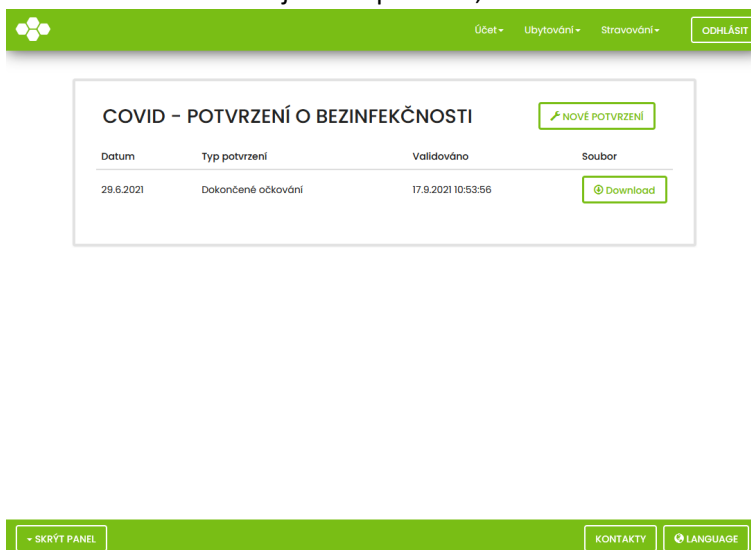 Účet
Ubytování
Stravování
ODHLÁSIT
COVID - POTVRZENÍ O BEZINFEKČNOSTI
NOVÉ POTVRZENÍ
Datum Typ potvrzení Validováno Soubor
29.6.2021 Dokončené očkování 17.9.2021 10:53:56 Download
SKRÝT PANEL
KONTAKTY
LANGUAGE